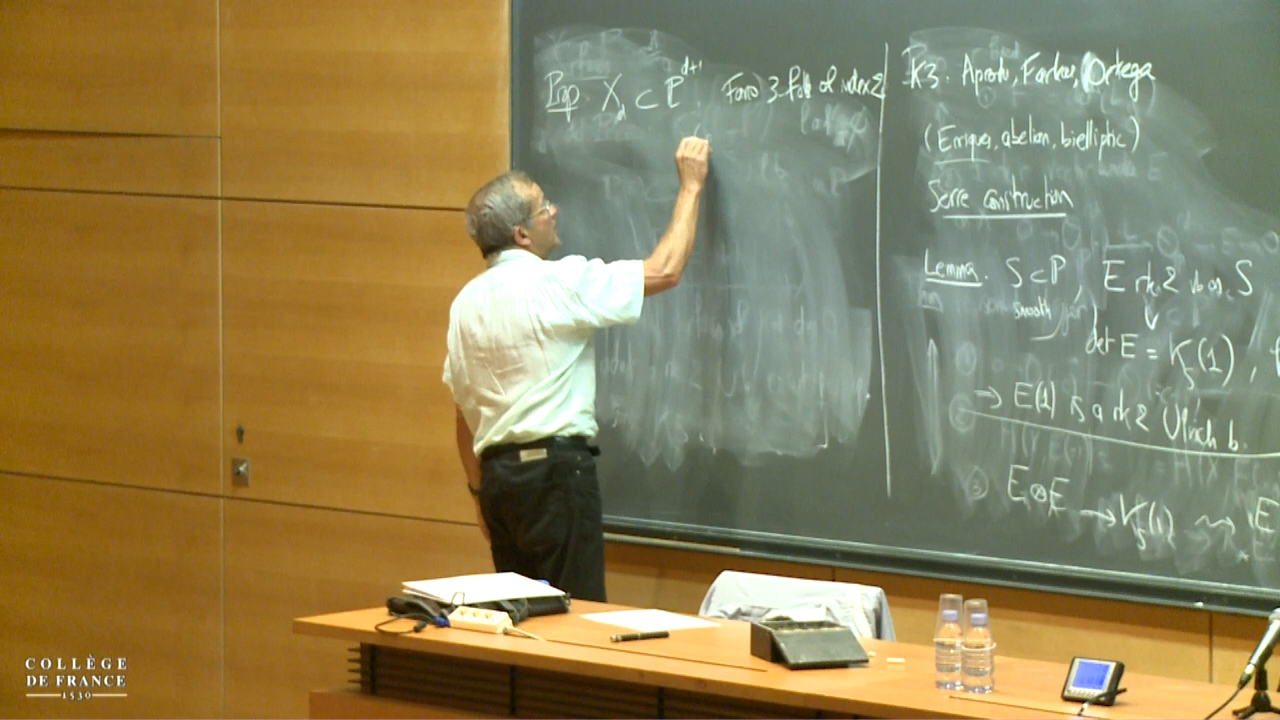 Prop. X_d ⊂ P^{d+1} Fano 3-fold of index 2
K3. Aprodu, Farkas, Ortega
(Enriques, abelian, bielliptic)
Serre construction
Lemma. S ⊂ P, E rk 2 v.b. on S
smooth
det E = K_S(1),
→ E(1) is a rk 2 Ulrich b.
E⊗E → K_S(1) ⇝ E
COLLÈGE
DE FRANCE
1530